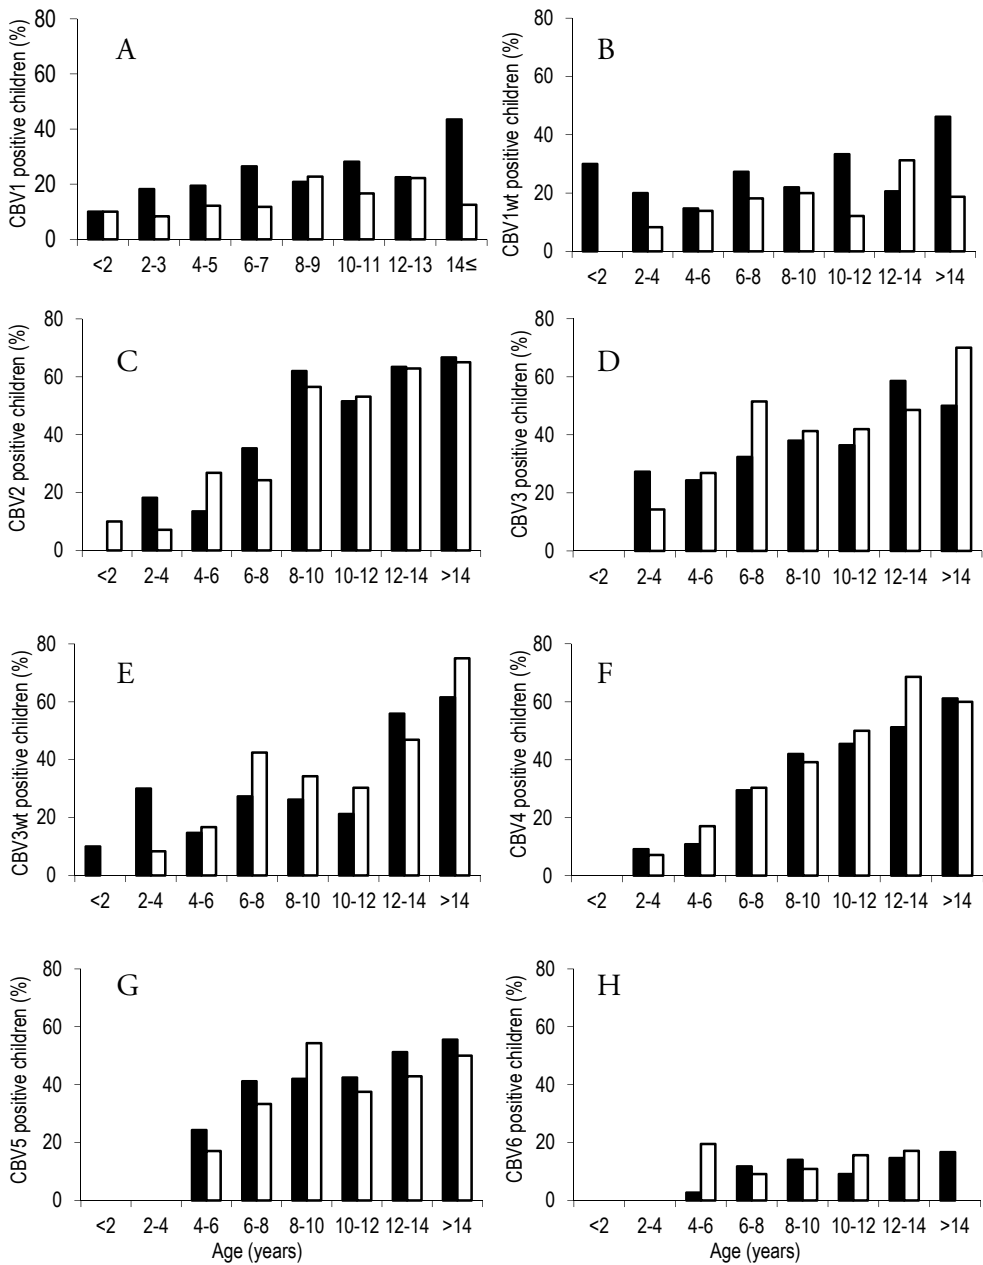 A
CBV1 positive children (%)
80
60
40
20
0
<2 2-3 4-5 6-7 8-9 10-11 12-13 14≤
B
CBV1wt positive children (%)
80
60
40
20
0
<2 2-4 4-6 6-8 8-10 10-12 12-14 >14
C
CBV2 positive children (%)
80
60
40
20
0
<2 2-4 4-6 6-8 8-10 10-12 12-14 >14
D
CBV3 positive children (%)
80
60
40
20
0
<2 2-4 4-6 6-8 8-10 10-12 12-14 >14
E
CBV3wt positive children (%)
80
60
40
20
0
<2 2-4 4-6 6-8 8-10 10-12 12-14 >14
F
CBV4 positive children (%)
80
60
40
20
0
<2 2-4 4-6 6-8 8-10 10-12 12-14 >14
G
CBV5 positive children (%)
80
60
40
20
0
<2 2-4 4-6 6-8 8-10 10-12 12-14 >14
Age (years)
H
CBV6 positive children (%)
80
60
40
20
0
<2 2-4 4-6 6-8 8-10 10-12 12-14 >14
Age (years)